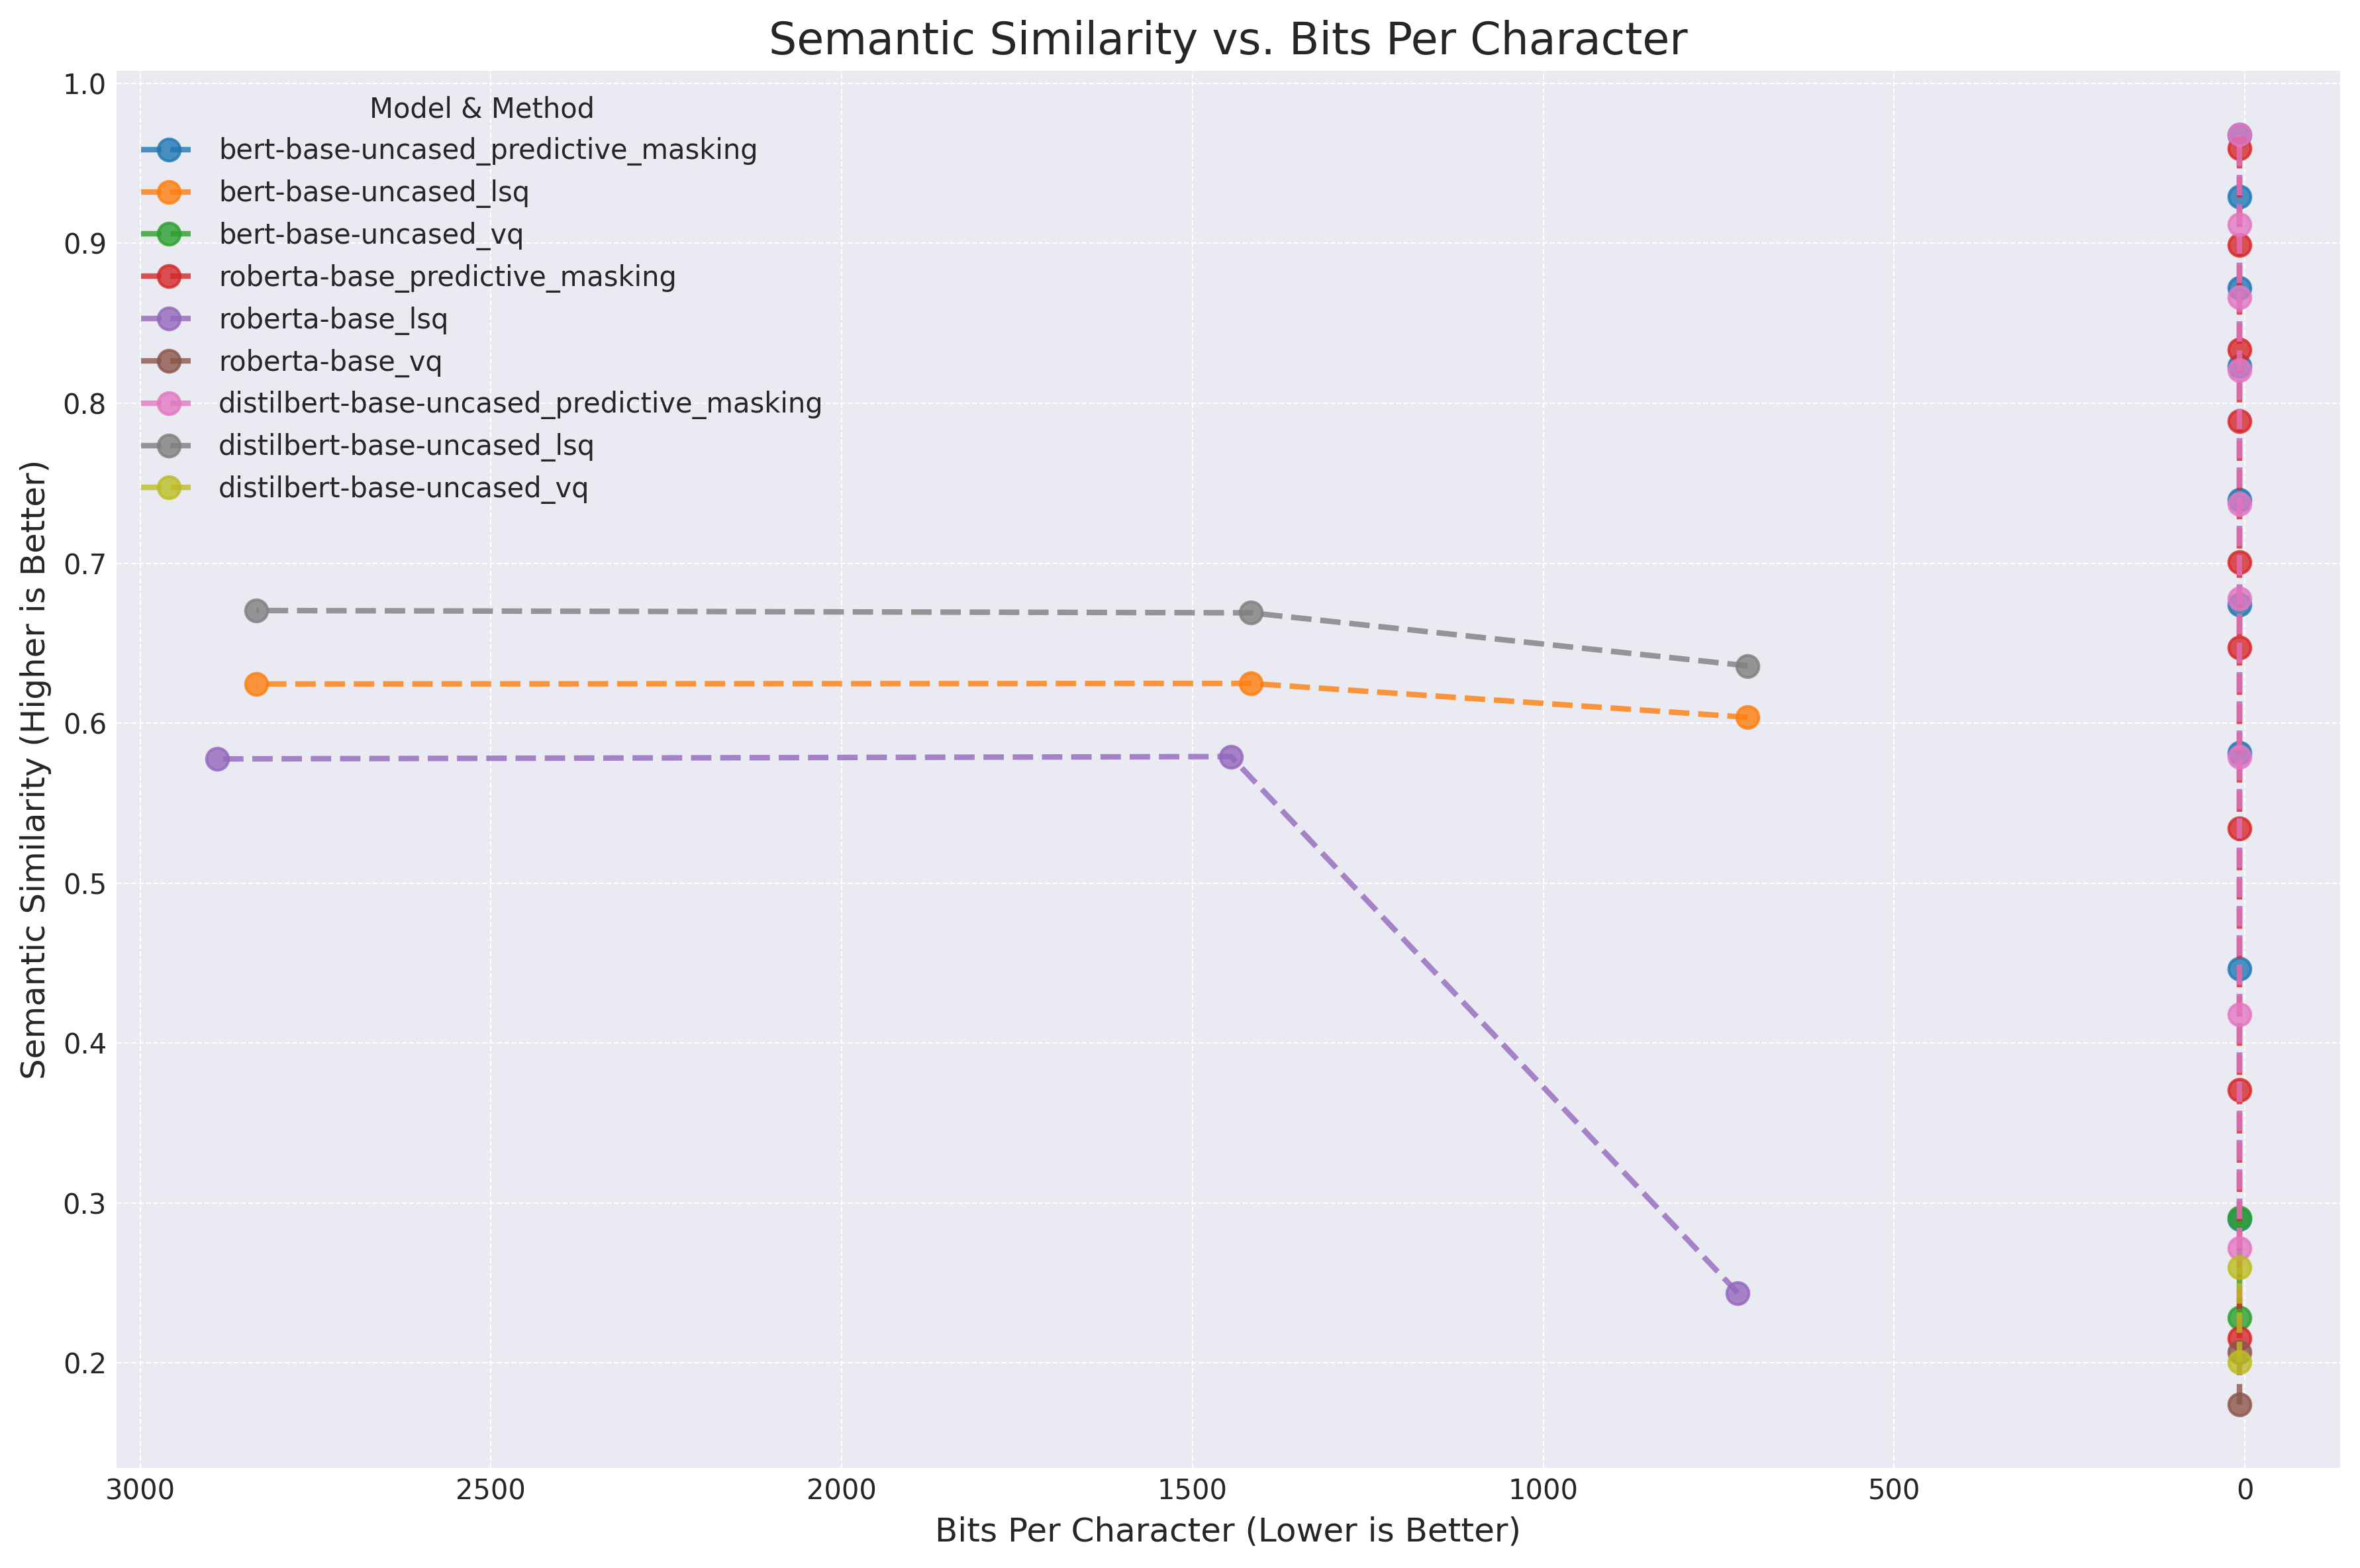 Semantic Similarity vs. Bits Per Character
1.0
0.9
0.8
0.7
0.6
0.5
0.4
0.3
0.2
Semantic Similarity (Higher is Better)
Model & Method
bert-base-uncased_predictive_masking
bert-base-uncased_lsq
bert-base-uncased_vq
roberta-base_predictive_masking
roberta-base_lsq
roberta-base_vq
distilbert-base-uncased_predictive_masking
distilbert-base-uncased_lsq
distilbert-base-uncased_vq
3000 2500 2000 1500 1000 500 0
Bits Per Character (Lower is Better)